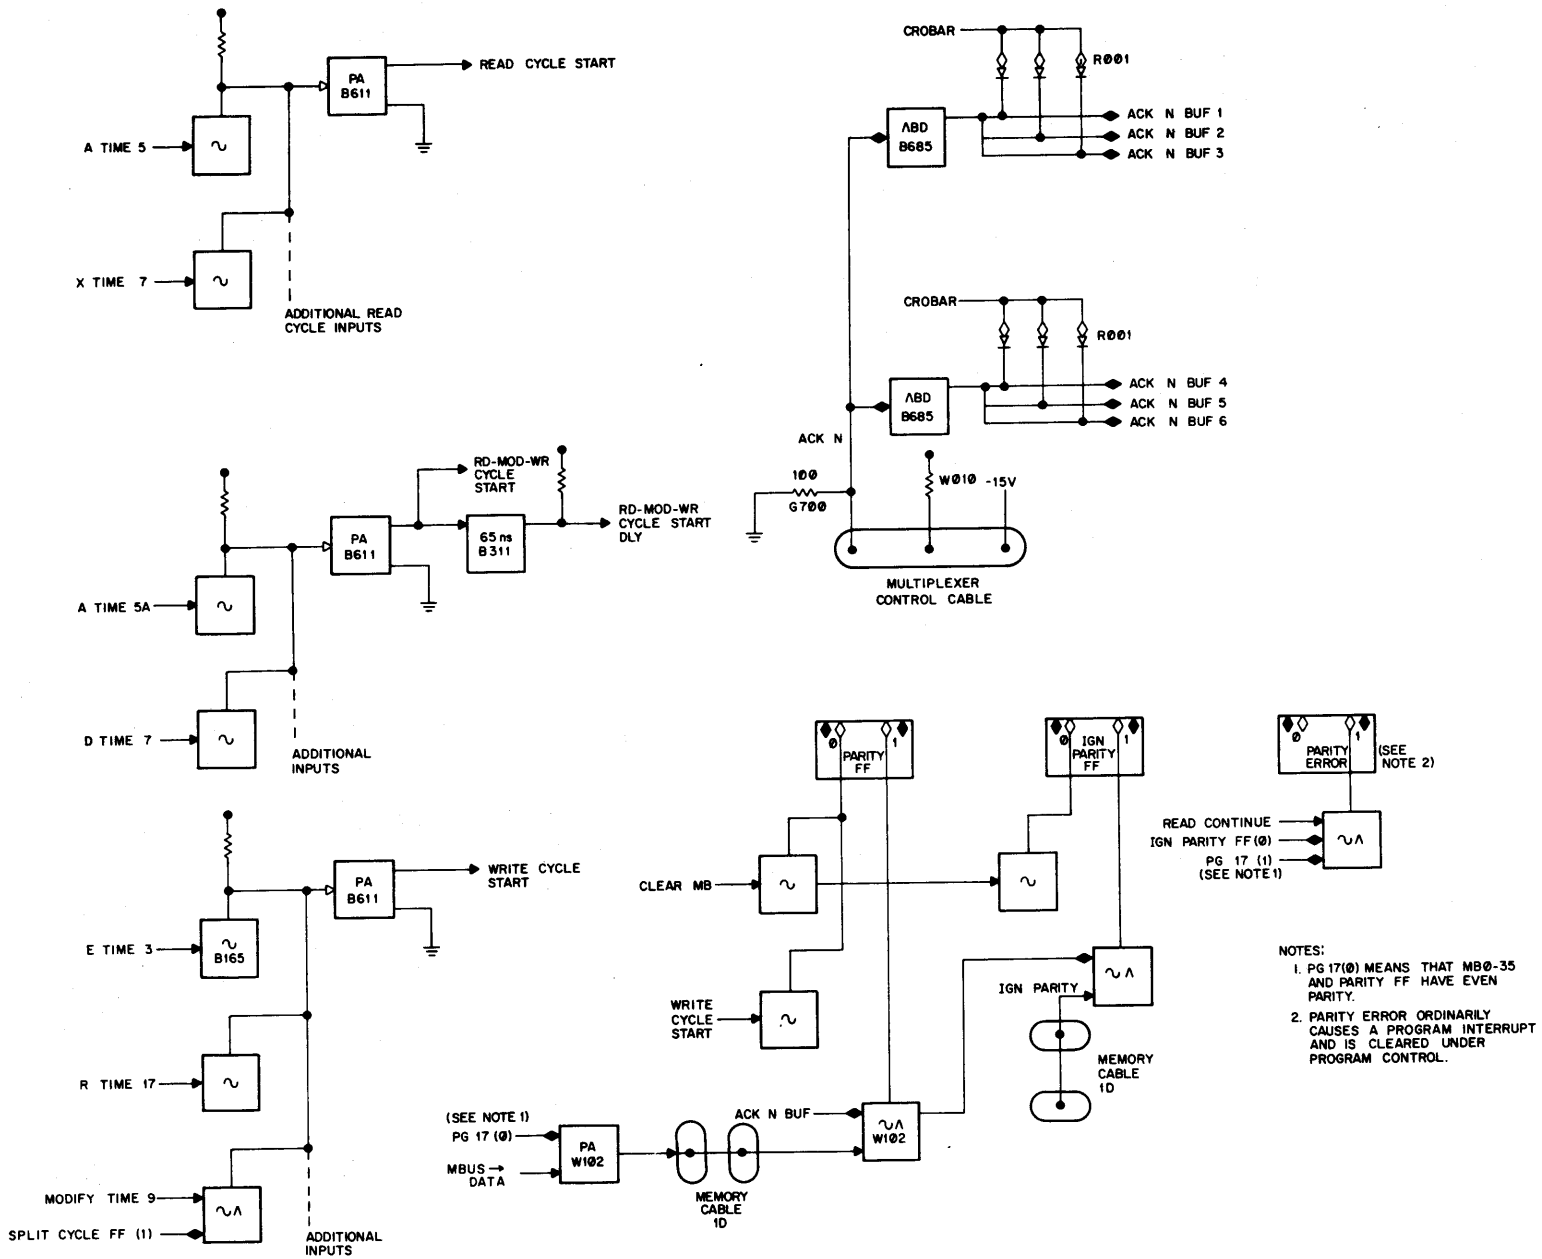 PA
B611
READ CYCLE START
A TIME 5
∿
X TIME 7
∿
ADDITIONAL READ
CYCLE INPUTS
CROBAR
R001
ΛBD
B685
ACK N BUF 1
ACK N BUF 2
ACK N BUF 3
CROBAR
R001
ΛBD
B685
ACK N BUF 4
ACK N BUF 5
ACK N BUF 6
ACK N
100
G700
W010
-15V
MULTIPLEXER
CONTROL CABLE
RD-MOD-WR
CYCLE
START
PA
B611
65 ns
B311
RD-MOD-WR
CYCLE START
DLY
A TIME 5A
∿
D TIME 7
∿
ADDITIONAL
INPUTS
PA
B611
WRITE CYCLE
START
E TIME 3
∿
B165
R TIME 17
∿
MODIFY TIME 9
SPLIT CYCLE FF (1)
∿Λ
ADDITIONAL
INPUTS
0 1
PARITY
FF
0 1
IGN
PARITY
FF
0 1
PARITY
ERROR
(SEE
NOTE 2)
CLEAR MB
∿
∿
READ CONTINUE
IGN PARITY FF(0)
PG 17 (1)
(SEE NOTE 1)
∿Λ
WRITE
CYCLE
START
∿
IGN PARITY
∿Λ
MEMORY
CABLE
1D
(SEE NOTE 1)
PG 17 (0)
MBUS →
DATA
PA
W102
MEMORY
CABLE
1D
ACK N BUF
∿Λ
W102
NOTES:
1. PG 17(0) MEANS THAT MB0-35
AND PARITY FF HAVE EVEN
PARITY.
2. PARITY ERROR ORDINARILY
CAUSES A PROGRAM INTERRUPT
AND IS CLEARED UNDER
PROGRAM CONTROL.